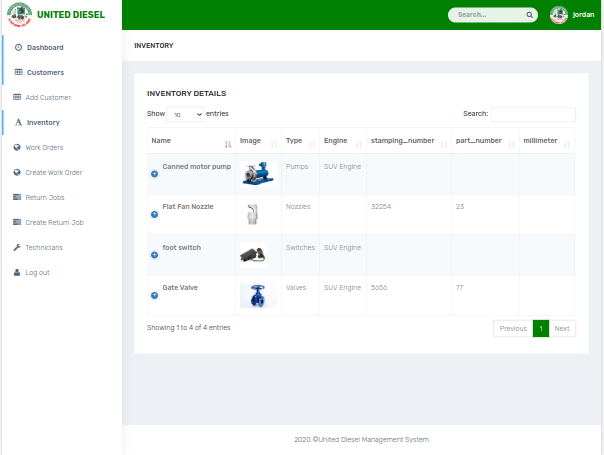 UNITED DIESEL
Search...
Jordan
Dashboard
Customers
Add Customer
Inventory
Work Orders
Create Work Order
Return Jobs
Create Return Job
Technicians
Log out
INVENTORY
INVENTORY DETAILS
Show 10 entries
Search:
Name Image Type Engine stamping_number part_number millimeter
Canned motor pump Pumps SUV Engine
Flat Fan Nozzle Nozzles 32254 23
foot switch Switches SUV Engine
Gate Valve Valves SUV Engine 5656 77
Showing 1 to 4 of 4 entries
Previous 1 Next
2020 ©United Diesel Management System